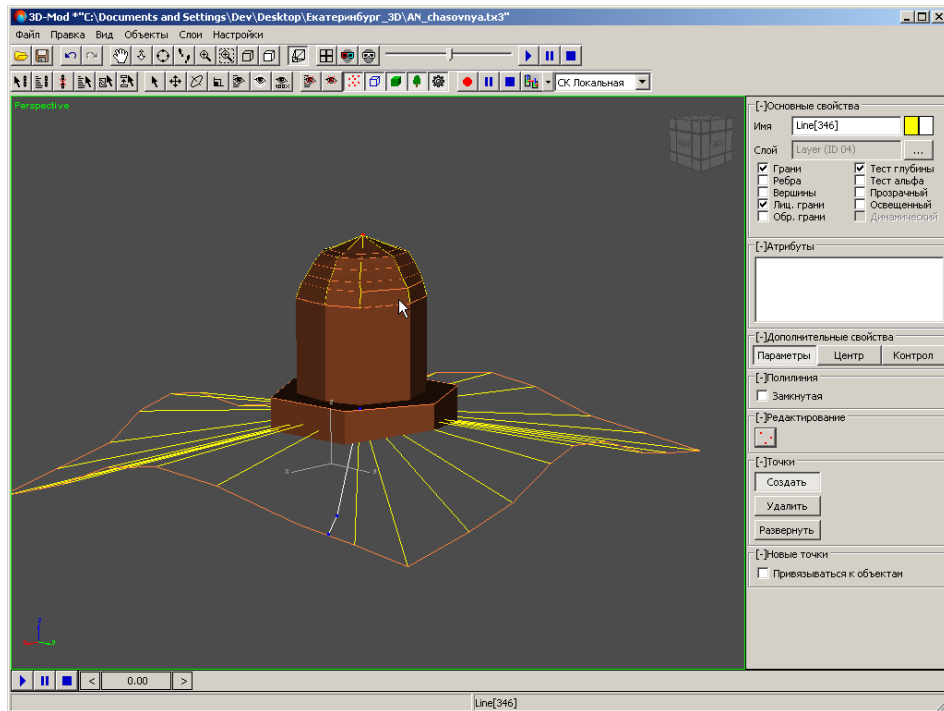 3D-Mod *"C:\Documents and Settings\Dev\Desktop\Екатеринбург_3D\AN_chasovnya.tx3"
Файл Правка Вид Объекты Слои Настройки
СК Локальная
Perspective
[-]Основные свойства
Имя Line[346]
Слой Layer (ID 04) ...
Грани Тест глубины
Ребра Тест альфа
Вершины Прозрачный
Лиц. грани Освещенный
Обр. грани Динамический
[-]Атрибуты
[-]Дополнительные свойства
Параметры Центр Контрол
[-]Полилиния
Замкнутая
[-]Редактирование
[-]Точки
Создать
Удалить
Развернуть
[-]Новые точки
Привязываться к объектам
z
x
< 0.00 >
Line[346]